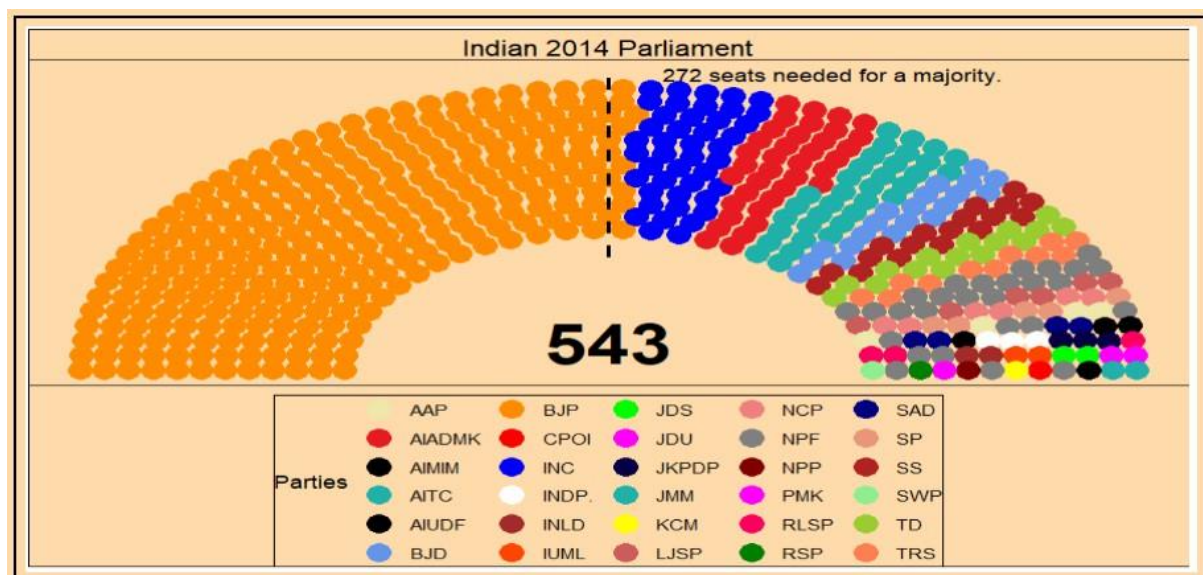 Indian 2014 Parliament
272 seats needed for a majority.
543
Parties
AAP BJP JDS NCP SAD
AIADMK CPOI JDU NPF SP
AIMIM INC JKPDP NPP SS
AITC INDP. JMM PMK SWP
AIUDF INLD KCM RLSP TD
BJD IUML LJSP RSP TRS